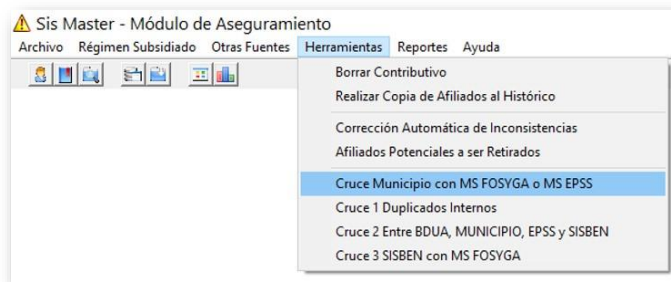 Sis Master - Módulo de Aseguramiento
Archivo Régimen Subsidiado Otras Fuentes Herramientas Reportes Ayuda
Borrar Contributivo
Realizar Copia de Afiliados al Histórico
Corrección Automática de Inconsistencias
Afiliados Potenciales a ser Retirados
Cruce Municipio con MS FOSYGA o MS EPSS
Cruce 1 Duplicados Internos
Cruce 2 Entre BDUA, MUNICIPIO, EPSS y SISBEN
Cruce 3 SISBEN con MS FOSYGA